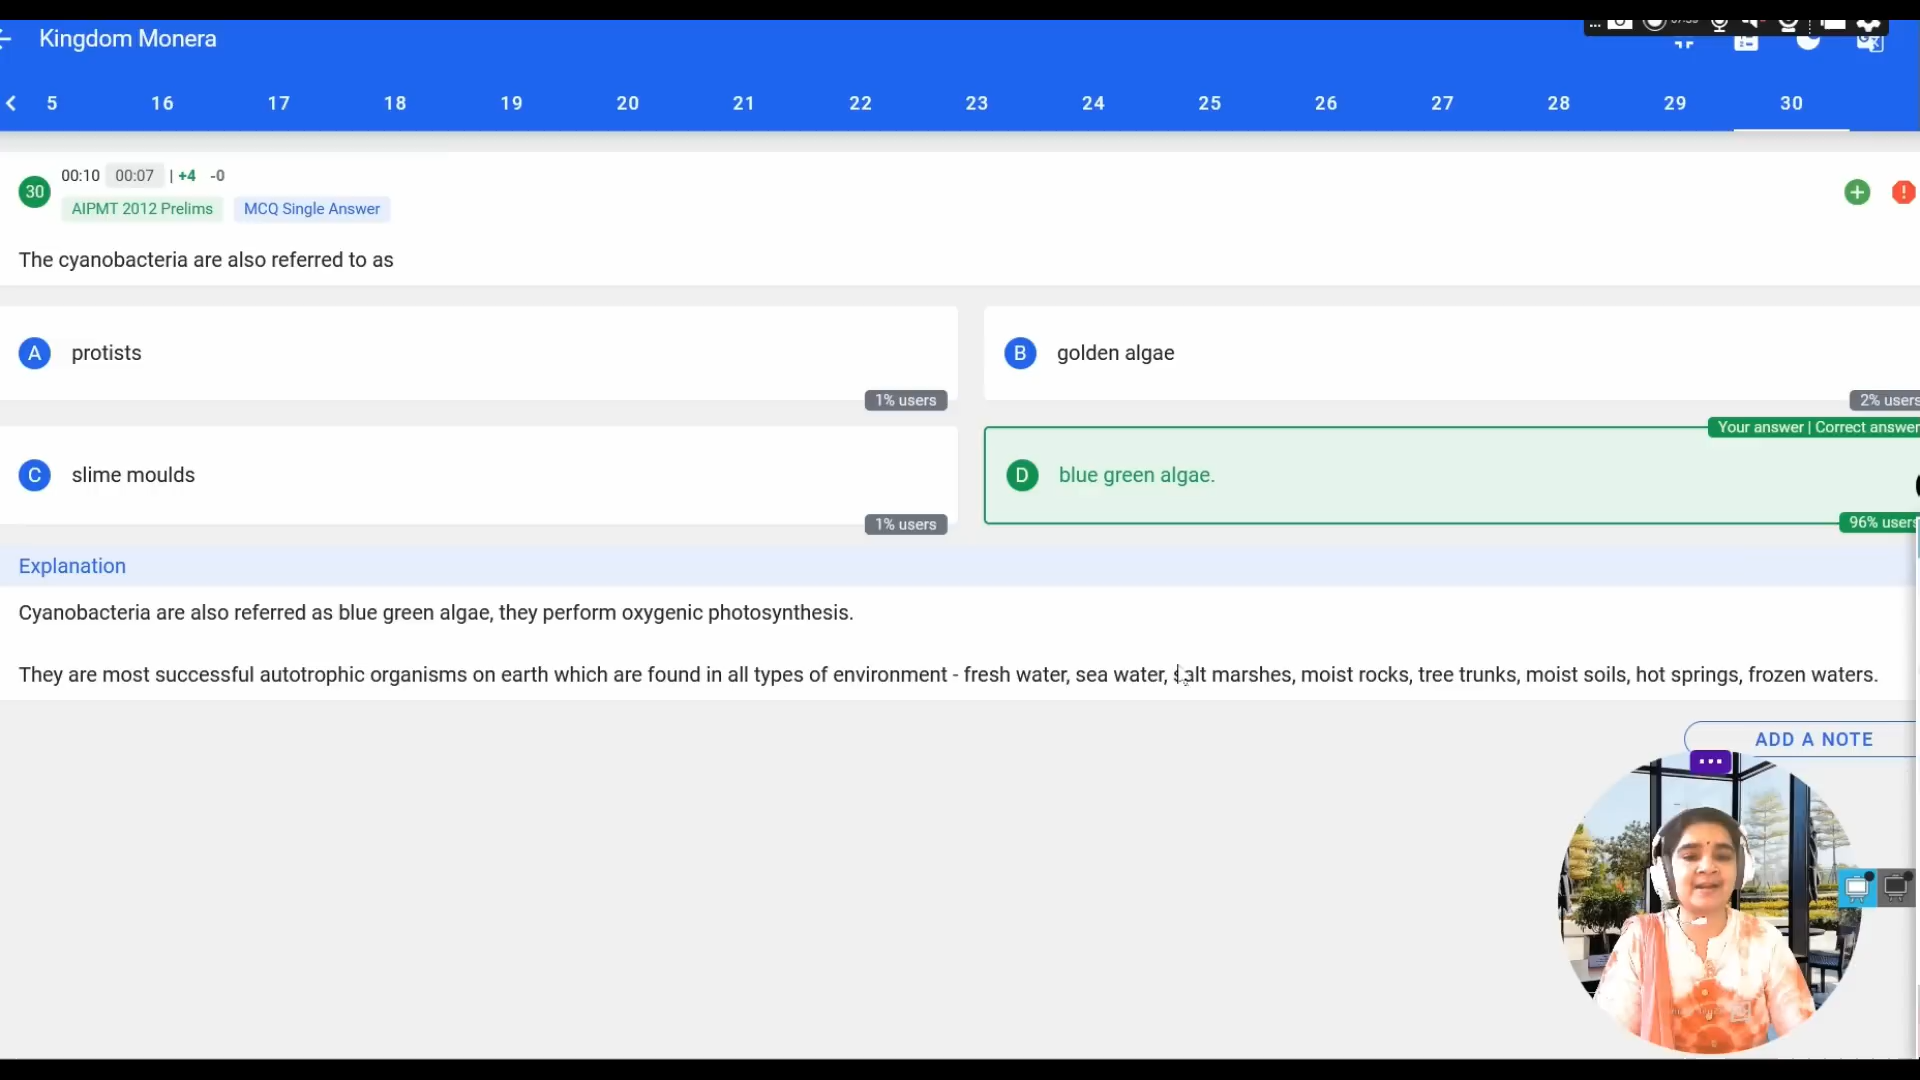 Kingdom Monera
5 16 17 18 19 20 21 22 23 24 25 26 27 28 29 30
30
00:10 00:07 | +4 -0
AIPMT 2012 Prelims MCQ Single Answer
The cyanobacteria are also referred to as
A protists
1% users
B golden algae
2% users
C slime moulds
1% users
Your answer | Correct answer
D blue green algae.
96% users
Explanation
Cyanobacteria are also referred as blue green algae, they perform oxygenic photosynthesis.
They are most successful autotrophic organisms on earth which are found in all types of environment - fresh water, sea water, salt marshes, moist rocks, tree trunks, moist soils, hot springs, frozen waters.
ADD A NOTE